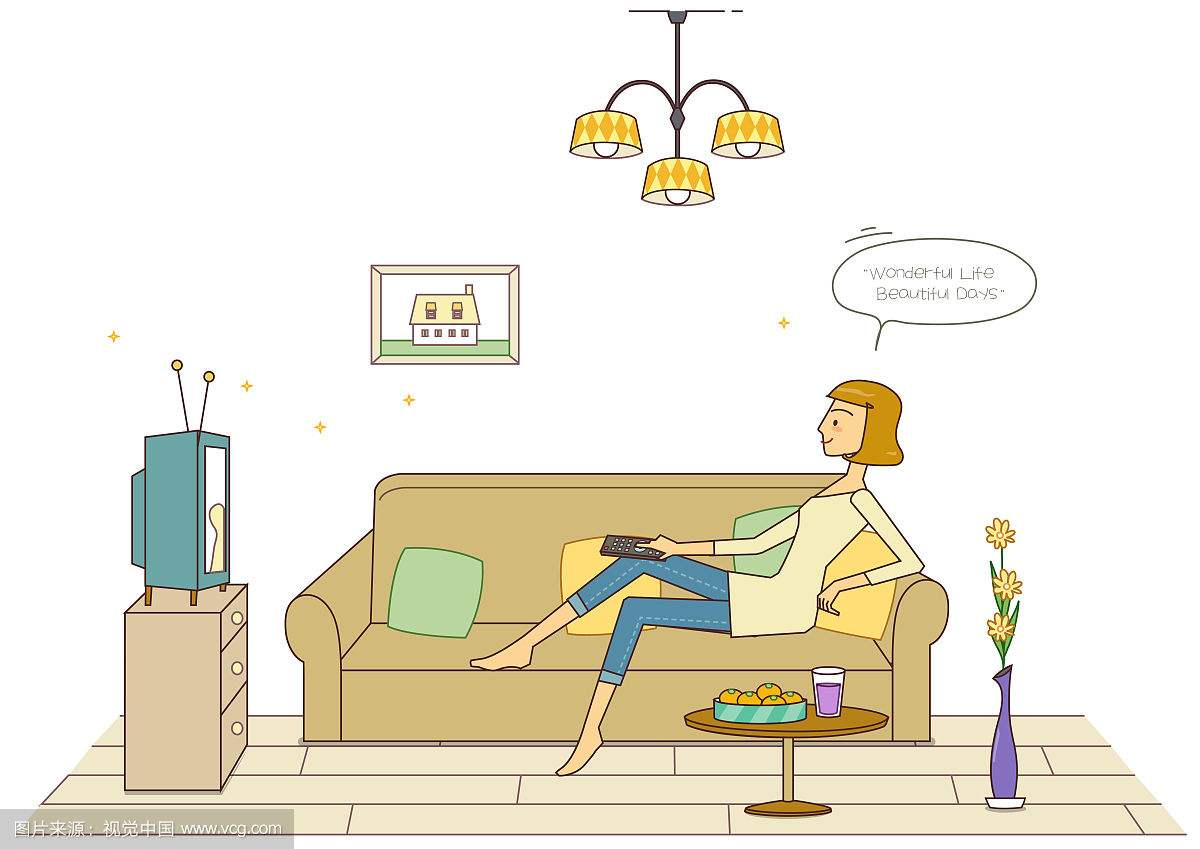 "Wonderful Life
Beautiful Days"
图片来源：视觉中国 www.vcg.com